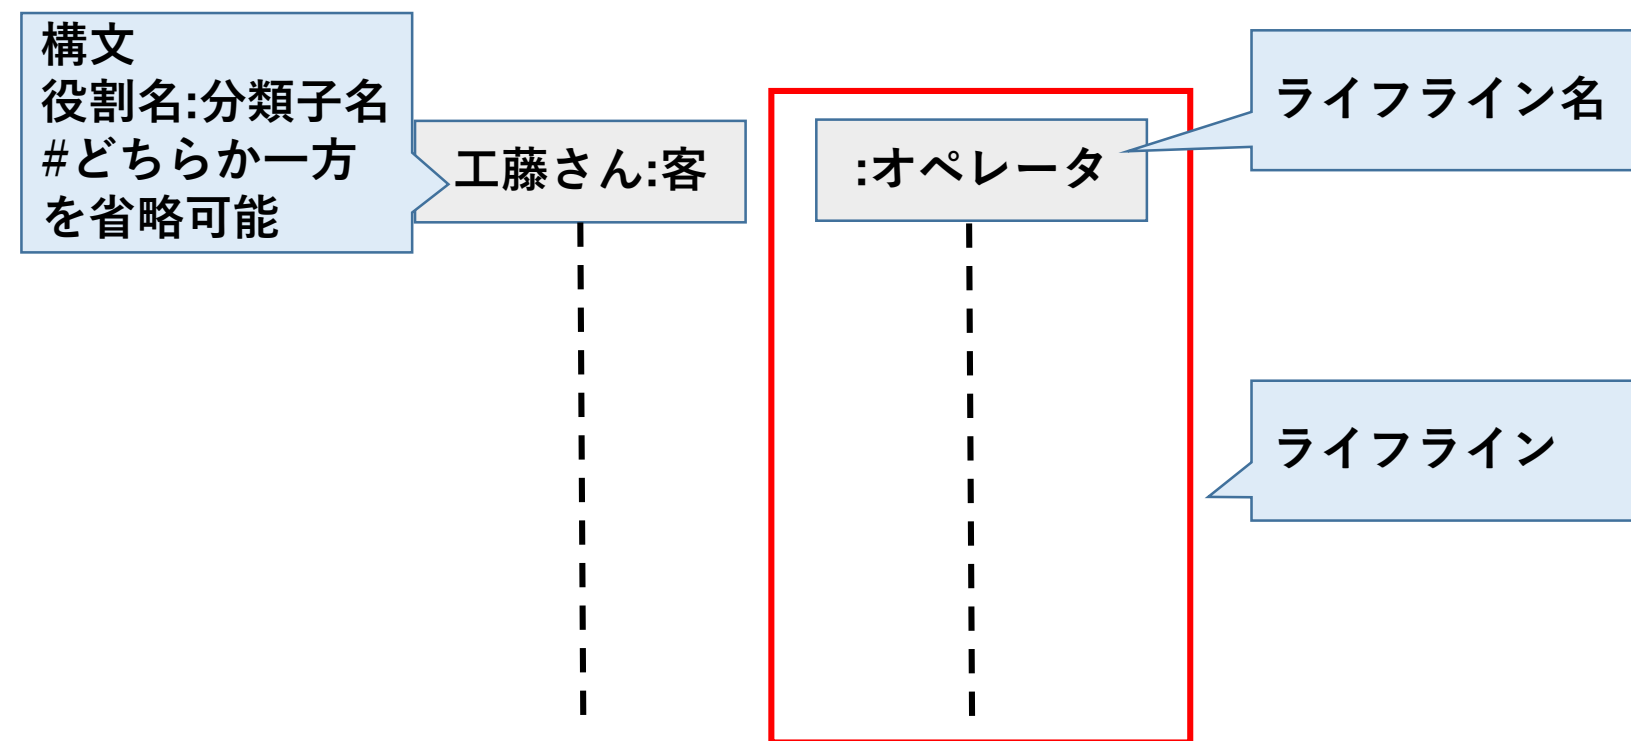 構文
役割名:分類子名
#どちらか一方
を省略可能
工藤さん:客
:オペレータ
ライフライン名
ライフライン